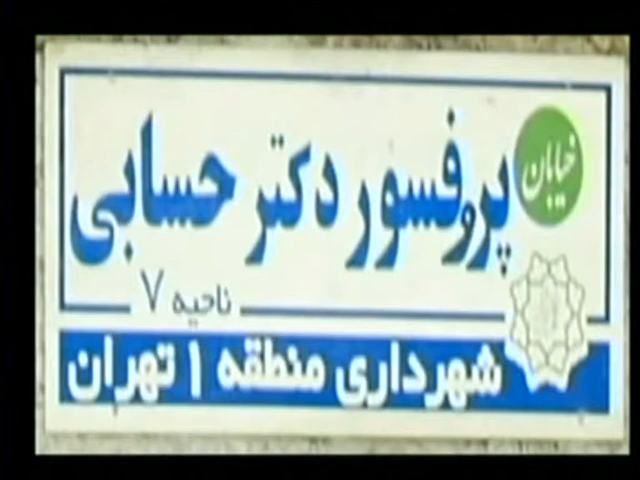 خیابان
پروفسور دکتر حسابی
ناحیه ۷
شهرداری منطقه ۱ تهران